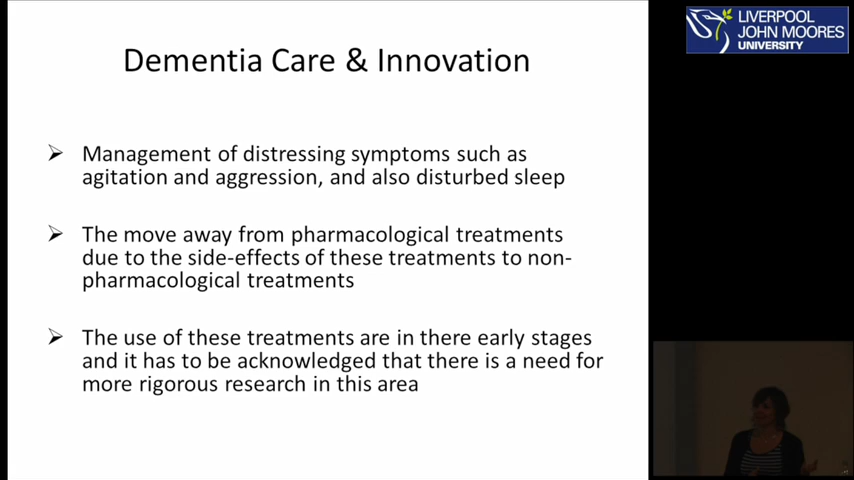 Dementia Care & Innovation
LIVERPOOL
JOHN MOORES
UNIVERSITY
Management of distressing symptoms such as
agitation and aggression, and also disturbed sleep
The move away from pharmacological treatments
due to the side-effects of these treatments to non-
pharmacological treatments
The use of these treatments are in there early stages
and it has to be acknowledged that there is a need for
more rigorous research in this area